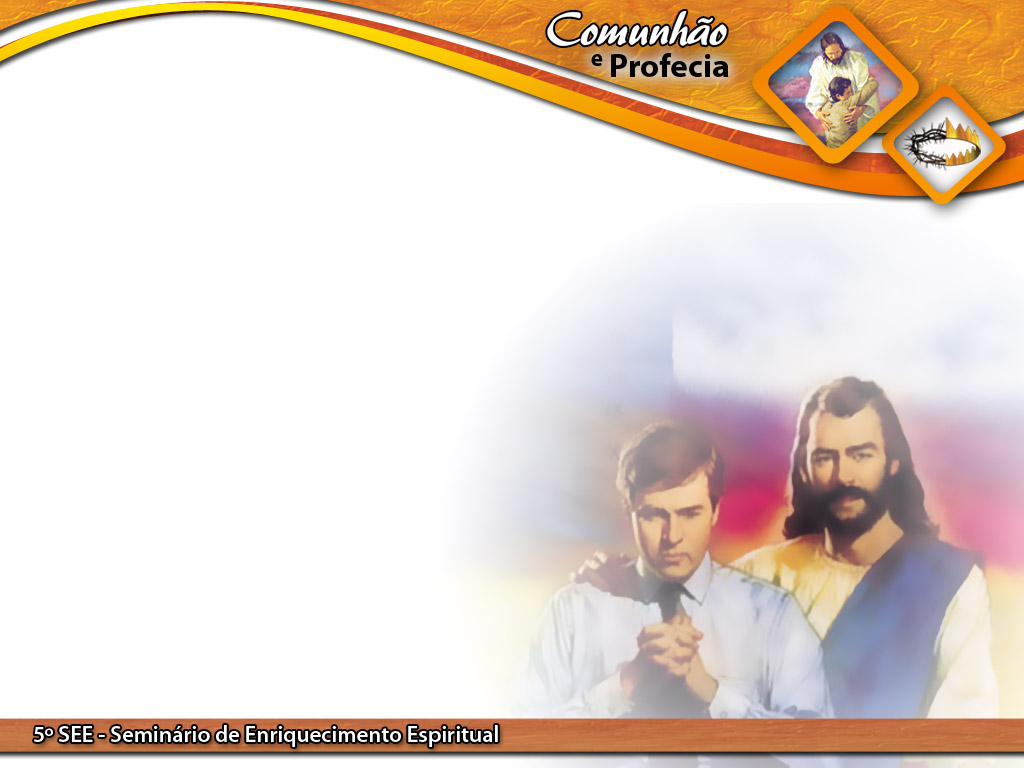 Comunhão
e Profecia
5º SEE - Seminário de Enriquecimento Espiritual